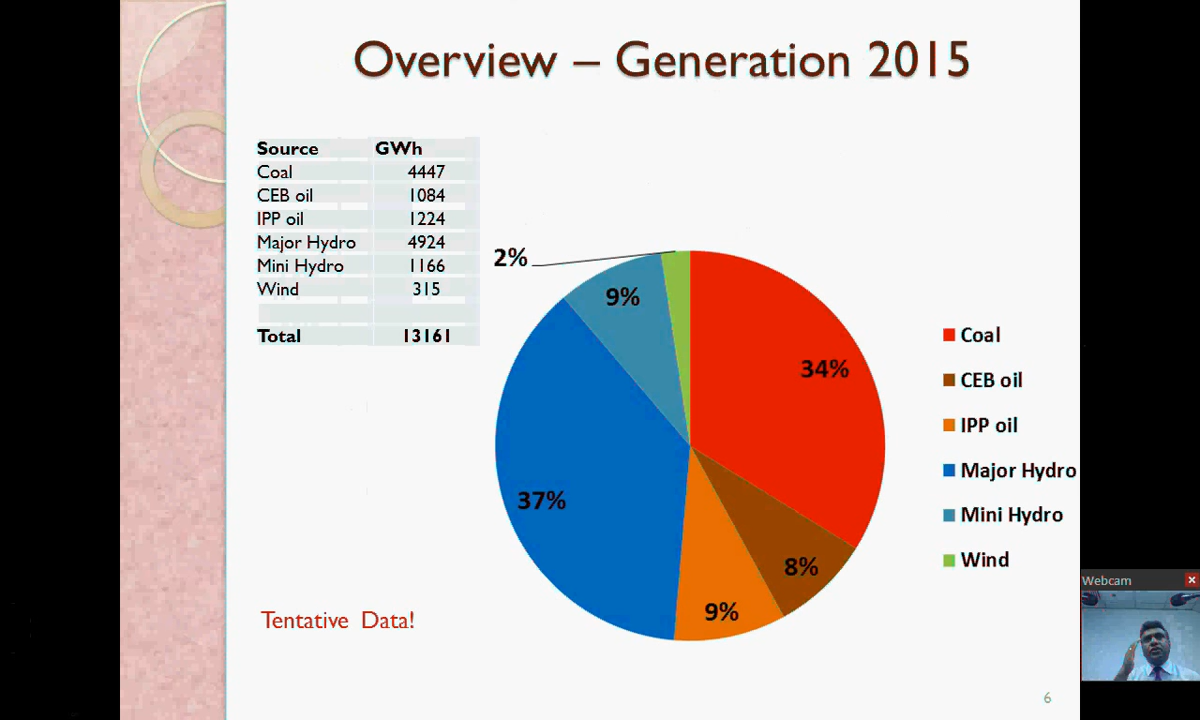 Overview – Generation 2015
Source GWh
Coal 4447
CEB oil 1084
IPP oil 1224
Major Hydro 4924
Mini Hydro 1166
Wind 315
Total 13161
2%
9%
34%
37%
8%
9%
Coal
CEB oil
IPP oil
Major Hydro
Mini Hydro
Wind
Tentative Data!
Webcam
6